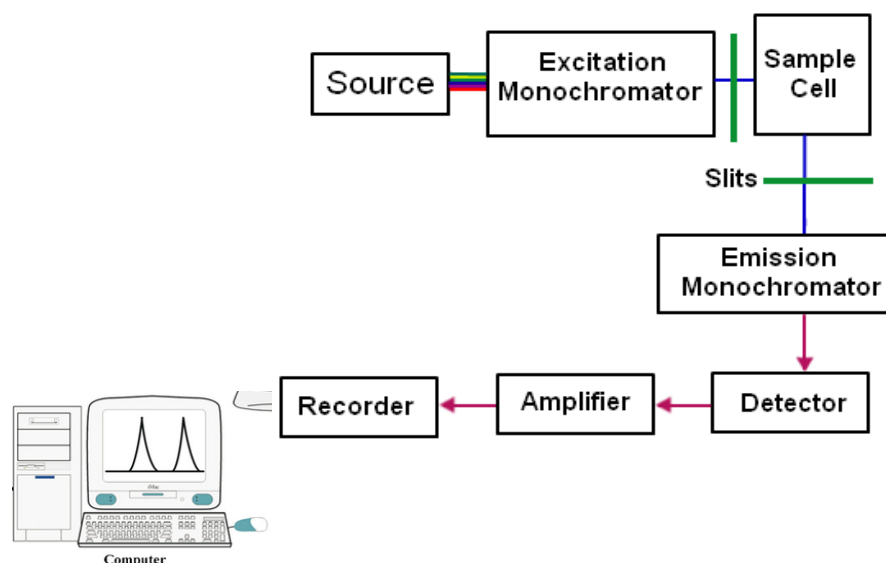 Source
Excitation
Monochromator
Sample
Cell
Slits
Emission
Monochromator
Recorder
Amplifier
Detector
Computer